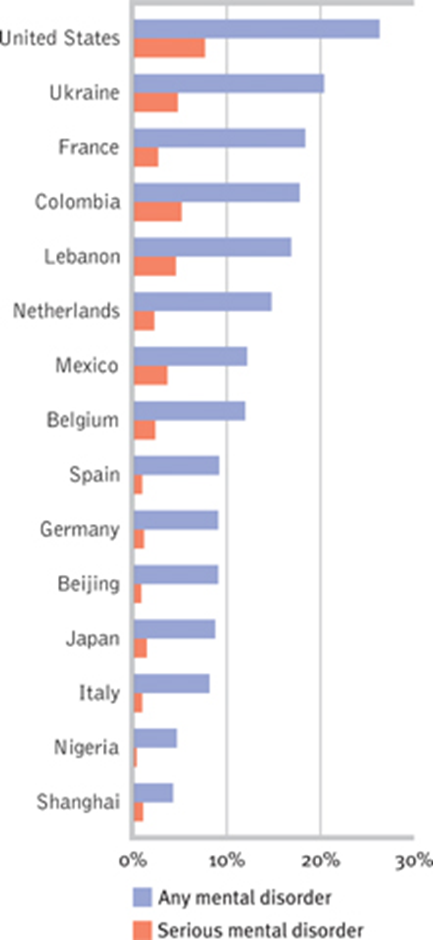 United States
Ukraine
France
Colombia
Lebanon
Netherlands
Mexico
Belgium
Spain
Germany
Beijing
Japan
Italy
Nigeria
Shanghai
0% 10% 20% 30%
Any mental disorder
Serious mental disorder